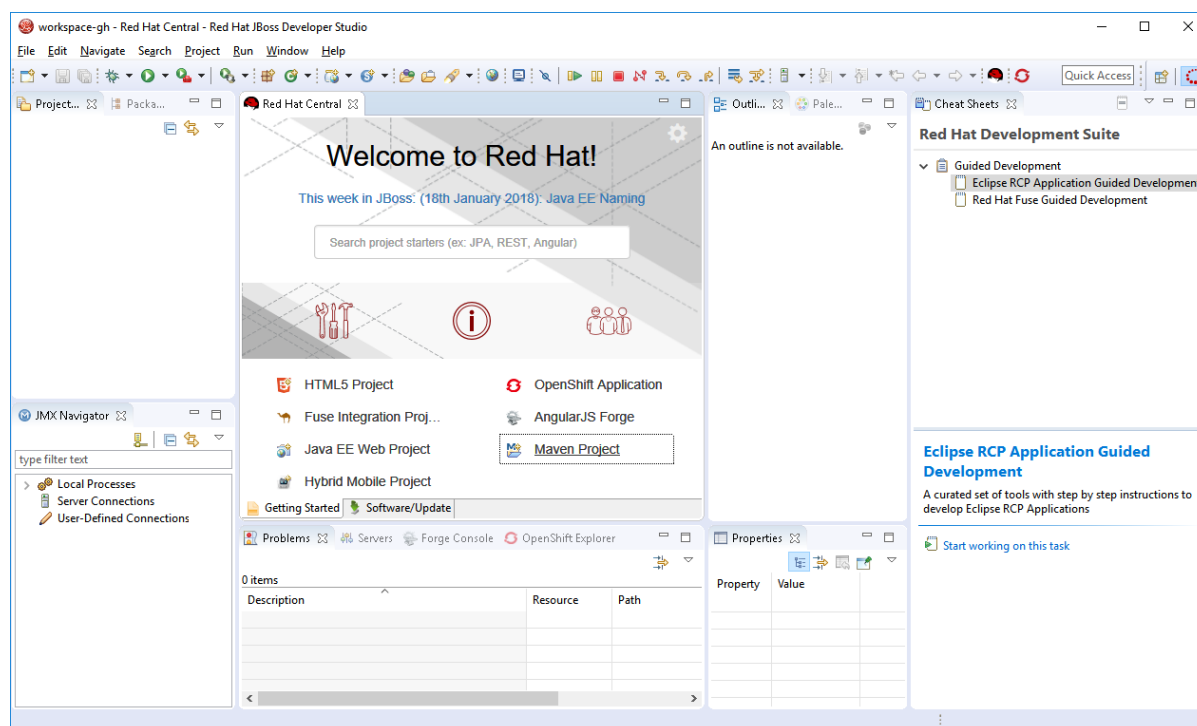 workspace-gh - Red Hat Central - Red Hat JBoss Developer Studio
File Edit Navigate Search Project Run Window Help
Quick Access
Project...
Packa...
Red Hat Central
Welcome to Red Hat!
This week in JBoss: (18th January 2018): Java EE Naming
Search project starters (ex: JPA, REST, Angular)
HTML5 Project
OpenShift Application
Fuse Integration Proj...
AngularJS Forge
Java EE Web Project
Maven Project
Hybrid Mobile Project
Getting Started
Software/Update
Outli...
Pale...
An outline is not available.
Cheat Sheets
Red Hat Development Suite
Guided Development
Eclipse RCP Application Guided Developmen
Red Hat Fuse Guided Development
Eclipse RCP Application Guided
Development
A curated set of tools with step by step instructions to
develop Eclipse RCP Applications
Start working on this task
JMX Navigator
type filter text
Local Processes
Server Connections
User-Defined Connections
Problems
Servers
Forge Console
OpenShift Explorer
0 items
Description Resource Path
Properties
Property Value